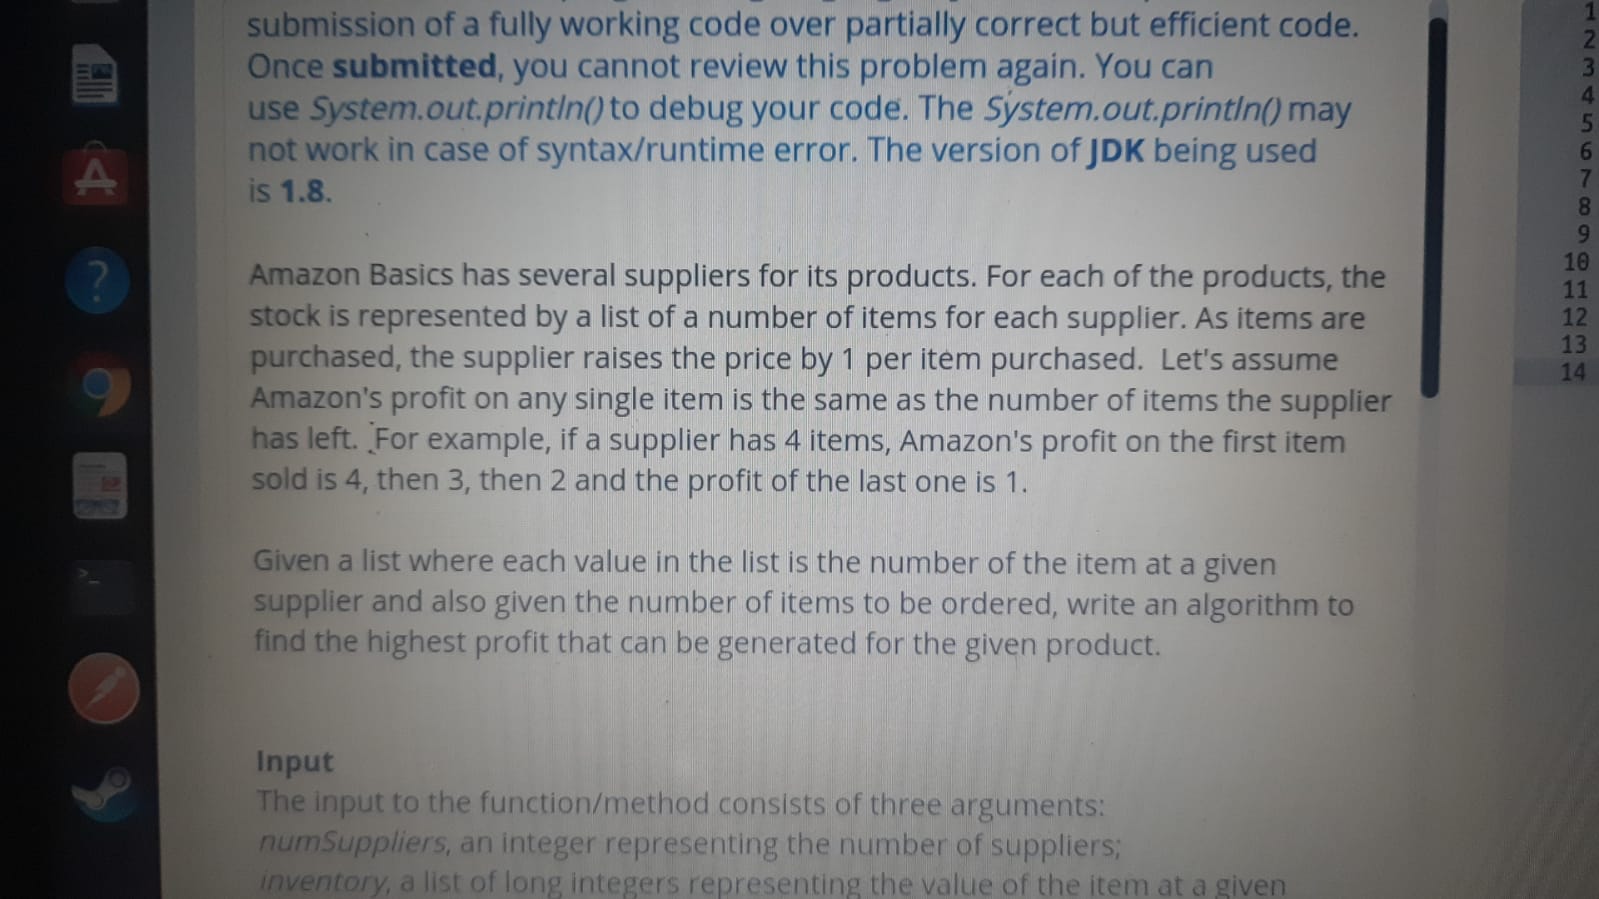 submission of a fully working code over partially correct but efficient code.
Once submitted, you cannot review this problem again. You can
use System.out.println() to debug your code. The System.out.println() may
not work in case of syntax/runtime error. The version of JDK being used
is 1.8.
Amazon Basics has several suppliers for its products. For each of the products, the
stock is represented by a list of a number of items for each supplier. As items are
purchased, the supplier raises the price by 1 per item purchased. Let's assume
Amazon's profit on any single item is the same as the number of items the supplier
has left. For example, if a supplier has 4 items, Amazon's profit on the first item
sold is 4, then 3, then 2 and the profit of the last one is 1.
Given a list where each value in the list is the number of the item at a given
supplier and also given the number of items to be ordered, write an algorithm to
find the highest profit that can be generated for the given product.
Input
The input to the function/method consists of three arguments:
numSuppliers, an integer representing the number of suppliers;
inventory, a list of long integers representing the value of the item at a given
1
2
3
4
5
6
7
8
9
10
11
12
13
14